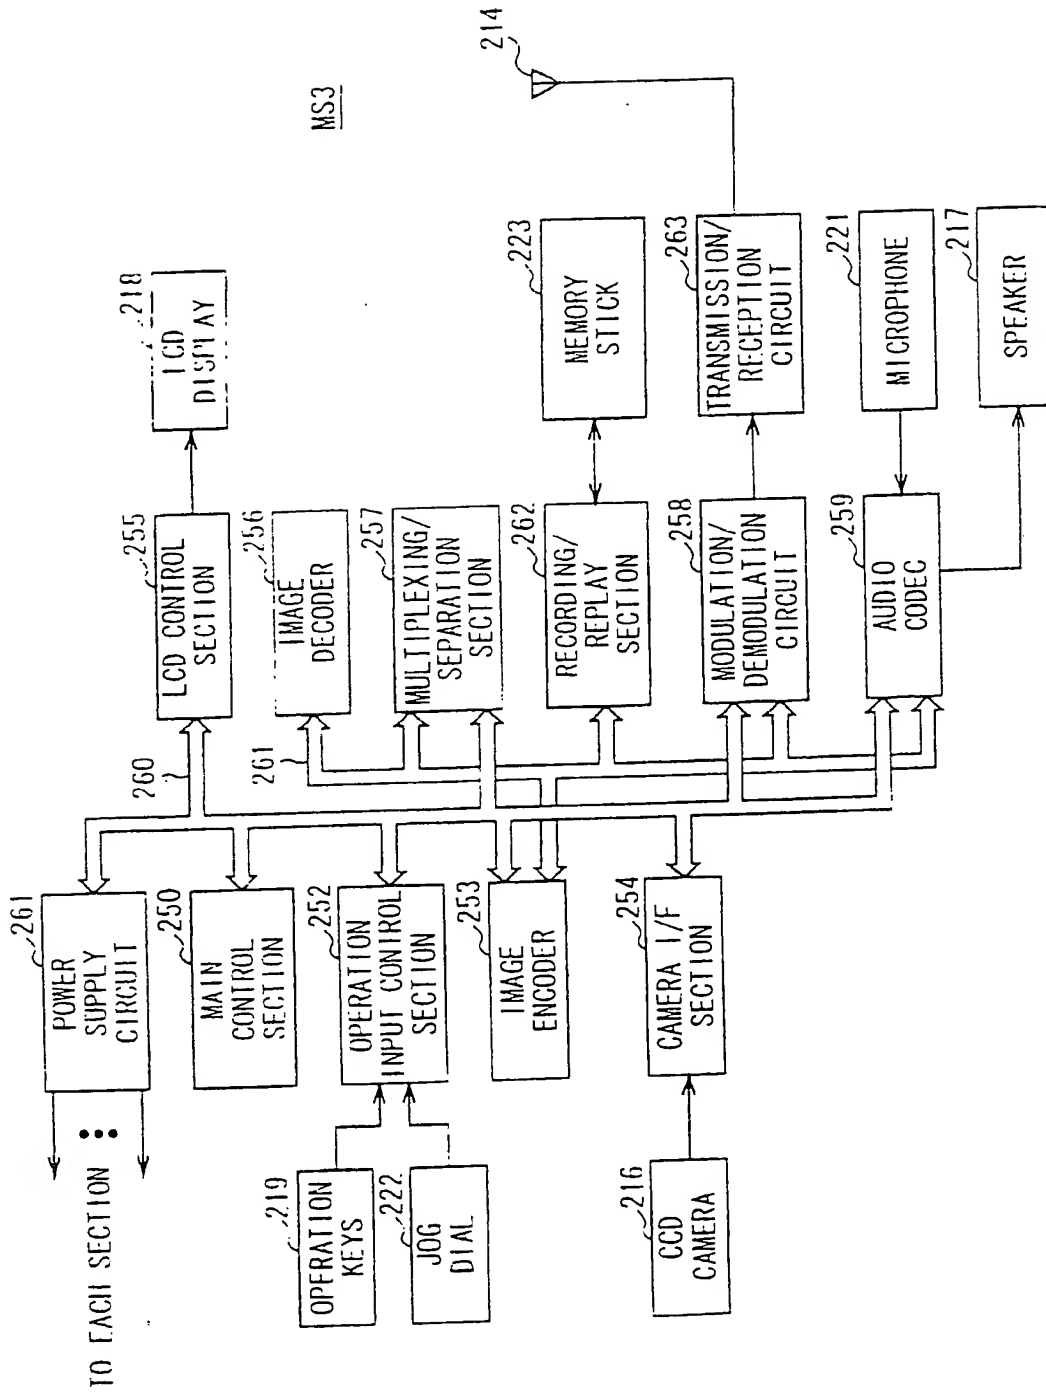 MS3
TO EACH SECTION
261
POWER
SUPPLY
CIRCUIT
250
MAIN
CONTROL
SECTION
219
OPERATION
KEYS
222
JOG
DIAL
252
OPERATION
INPUT CONTROL
SECTION
253
IMAGE
ENCODER
216
CCD
CAMERA
254
CAMERA I/F
SECTION
260
261
255
LCD CONTROL
SECTION
218
LCD
DISPLAY
256
IMAGE
DECODER
257
MULTIPLEXING/
SEPARATION
SECTION
262
RECORDING/
REPLAY
SECTION
223
MEMORY
STICK
258
MODULATION/
DEMODULATION
CIRCUIT
263
TRANSMISSION/
RECEPTION
CIRCUIT
214
259
AUDIO
CODEC
221
MICROPHONE
217
SPEAKER